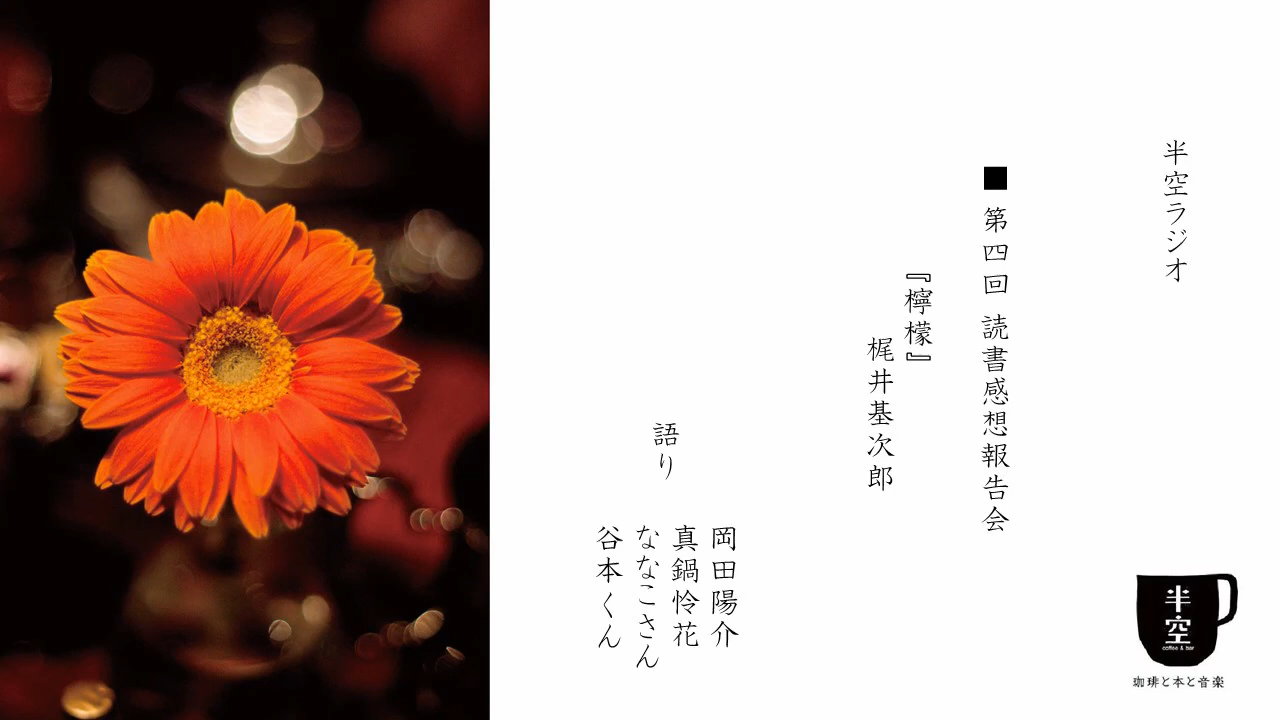 半空ラジオ
■ 第四回 読書感想報告会
『檸檬』
梶井基次郎
語り
岡田陽介
真鍋怜花
ななこさん
谷本くん
半空
coffee & bar
珈琲と本と音楽